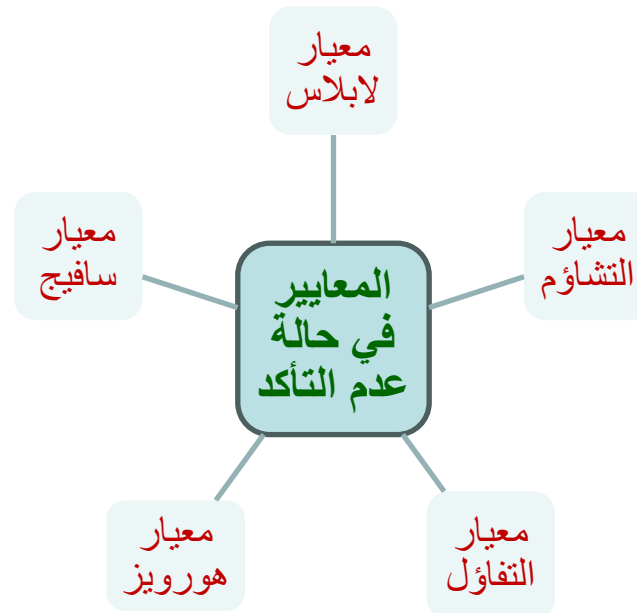 معيار
لابلاس
معيار
التشاؤم
معيار
سافيج
المعايير
في حالة
عدم التأكد
معيار
التفاؤل
معيار
هورويز